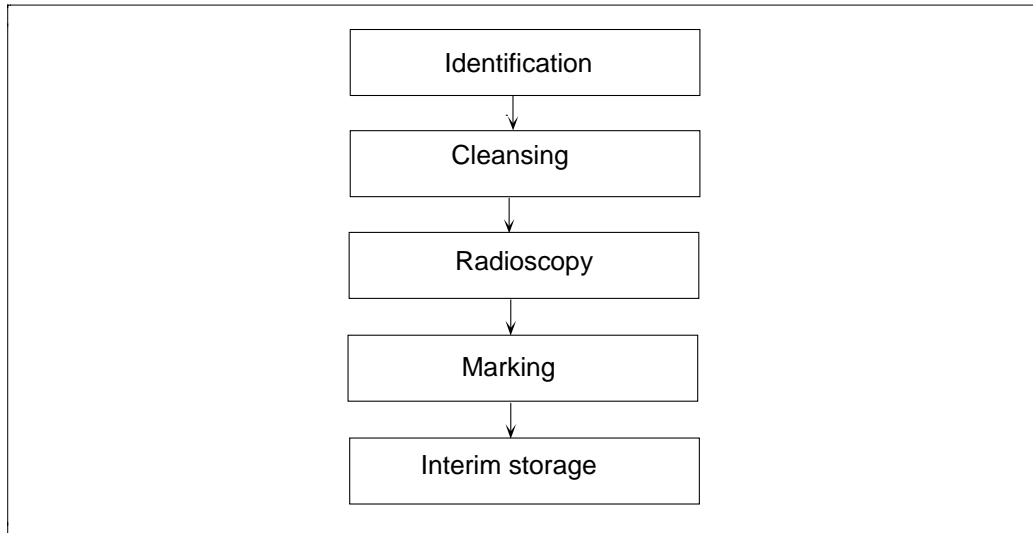 Identification
Cleansing
Radioscopy
Marking
Interim storage